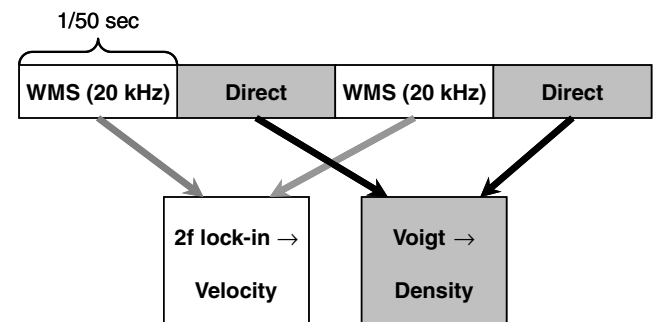 1/50 sec
WMS (20 kHz) Direct WMS (20 kHz) Direct
2f lock-in →
Velocity
Voigt →
Density